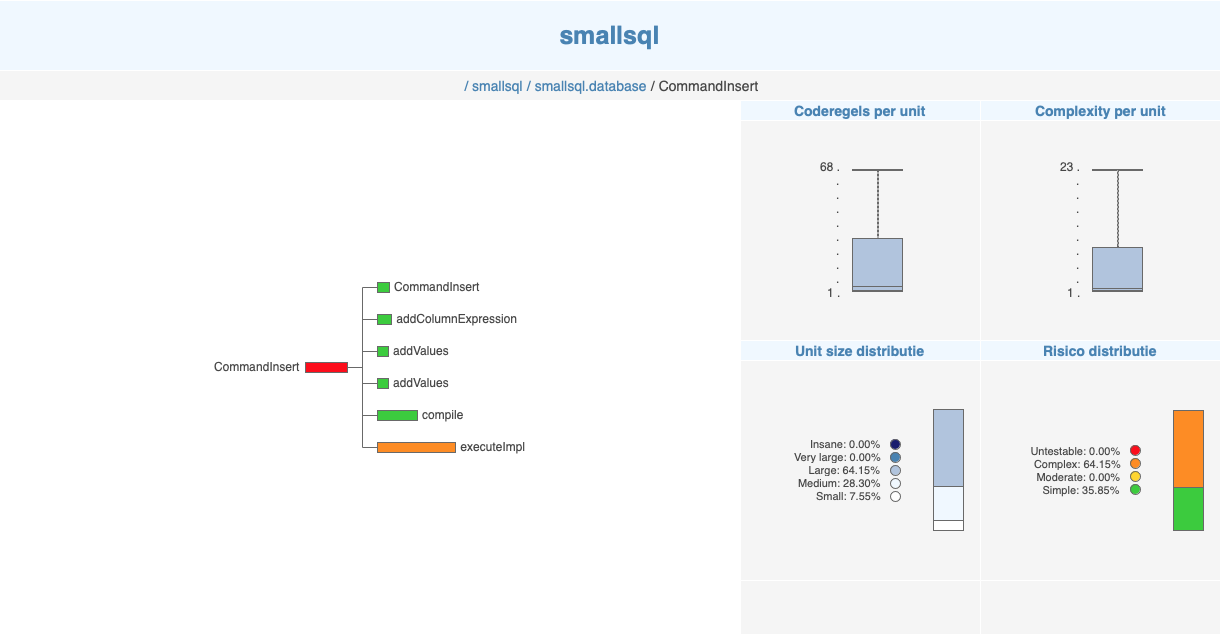 smallsql
/ smallsql / smallsql.database / CommandInsert
CommandInsert
CommandInsert
addColumnExpression
addValues
addValues
compile
executeImpl
Coderegels per unit
68 .
1 .
Complexity per unit
23 .
1 .
Unit size distributie
Insane: 0.00%
Very large: 0.00%
Large: 64.15%
Medium: 28.30%
Small: 7.55%
Risico distributie
Untestable: 0.00%
Complex: 64.15%
Moderate: 0.00%
Simple: 35.85%